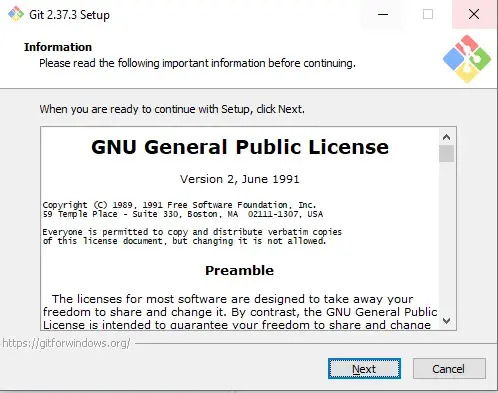 Git 2.37.3 Setup
Information
Please read the following important information before continuing.
When you are ready to continue with Setup, click Next.
GNU General Public License
Version 2, June 1991
Copyright (C) 1989, 1991 Free Software Foundation, Inc.
59 Temple Place - Suite 330, Boston, MA  02111-1307, USA
Everyone is permitted to copy and distribute verbatim copies
of this license document, but changing it is not allowed.
Preamble
The licenses for most software are designed to take away your
freedom to share and change it. By contrast, the GNU General Public
License is intended to guarantee your freedom to share and change
https://gitforwindows.org/
Next
Cancel